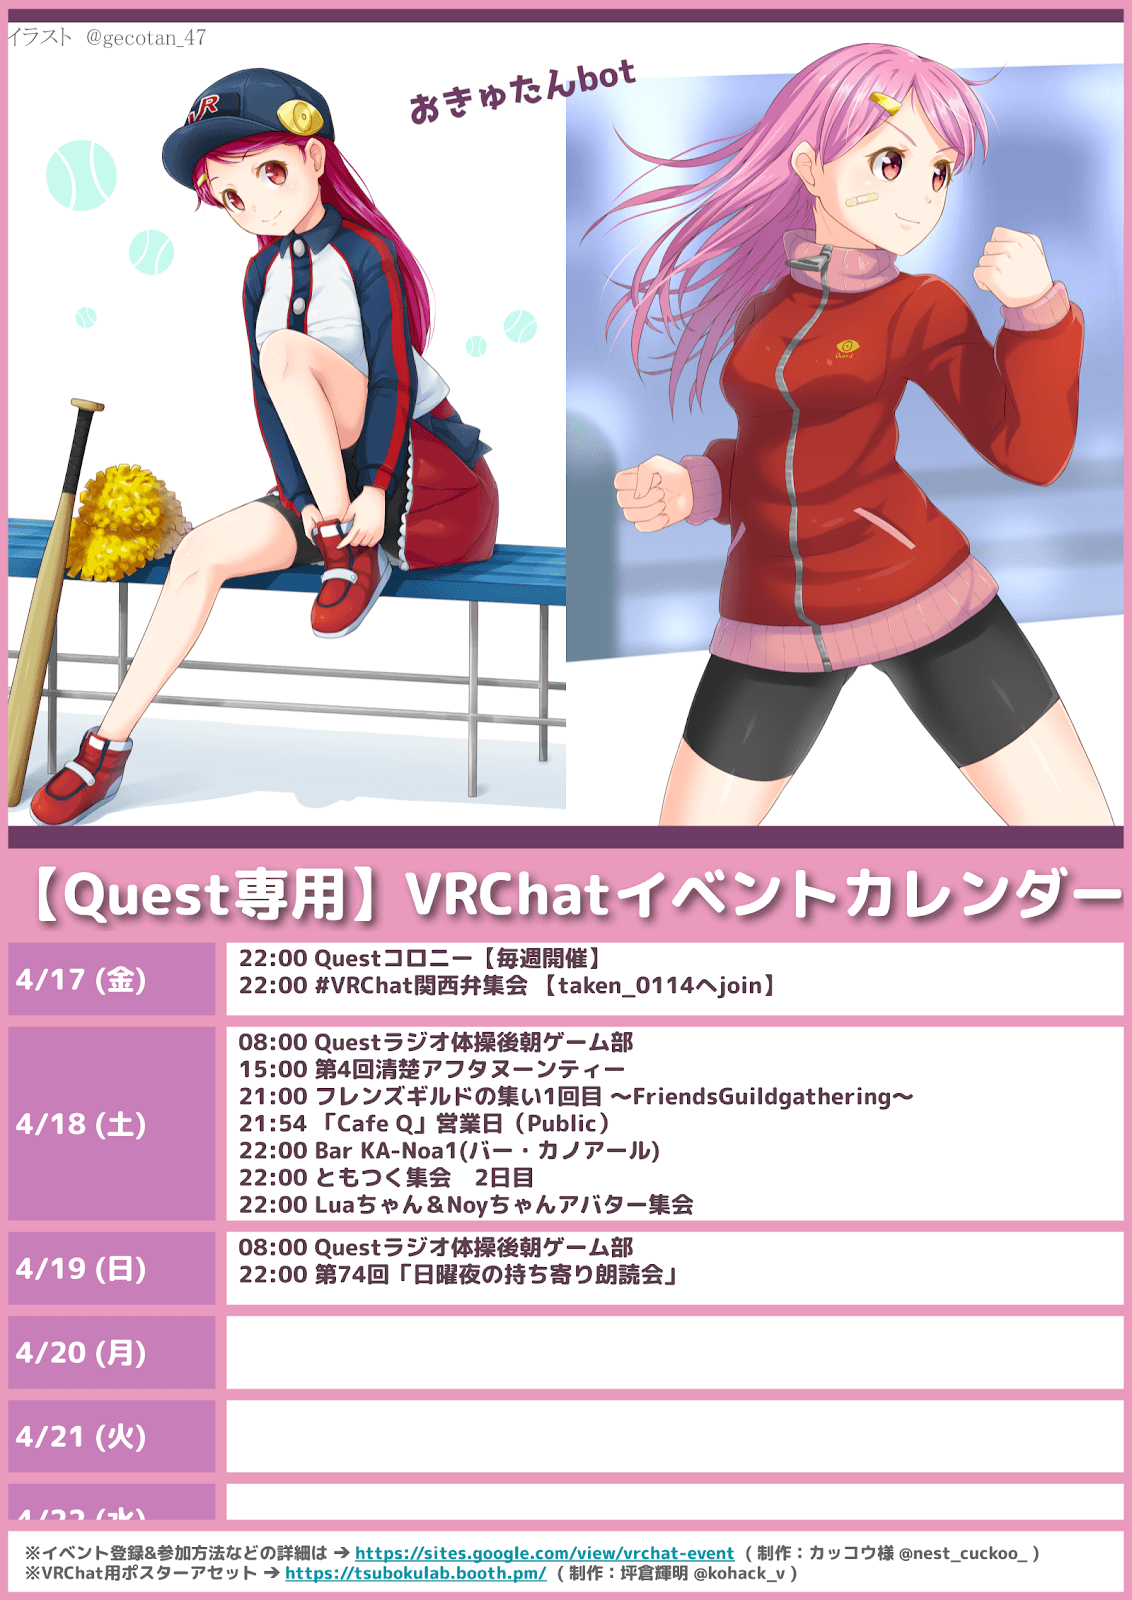 イラスト @gecotan_47
おきゅたんbot
VR
Quest
【Quest専用】VRChatイベントカレンダー
4/17 (金)
22:00 Questコロニー【毎週開催】
22:00 #VRChat関西弁集会 【taken_0114へjoin】
4/18 (土)
08:00 Questラジオ体操後朝ゲーム部
15:00 第4回清楚アフタヌーンティー
21:00 フレンズギルドの集い1回目 〜FriendsGuildgathering〜
21:54 「Cafe Q」営業日（Public）
22:00 Bar KA-Noa1(バー・カノアール)
22:00 ともつく集会　2日目
22:00 Luaちゃん＆Noyちゃんアバター集会
4/19 (日)
08:00 Questラジオ体操後朝ゲーム部
22:00 第74回「日曜夜の持ち寄り朗読会」
4/20 (月)
4/21 (火)
4/22 (水)
※イベント登録&参加方法などの詳細は → https://sites.google.com/view/vrchat-event （ 制作：カッコウ様 @nest_cuckoo_ ）
※VRChat用ポスターアセット → https://tsubokulab.booth.pm/ （ 制作：坪倉輝明 @kohack_v ）